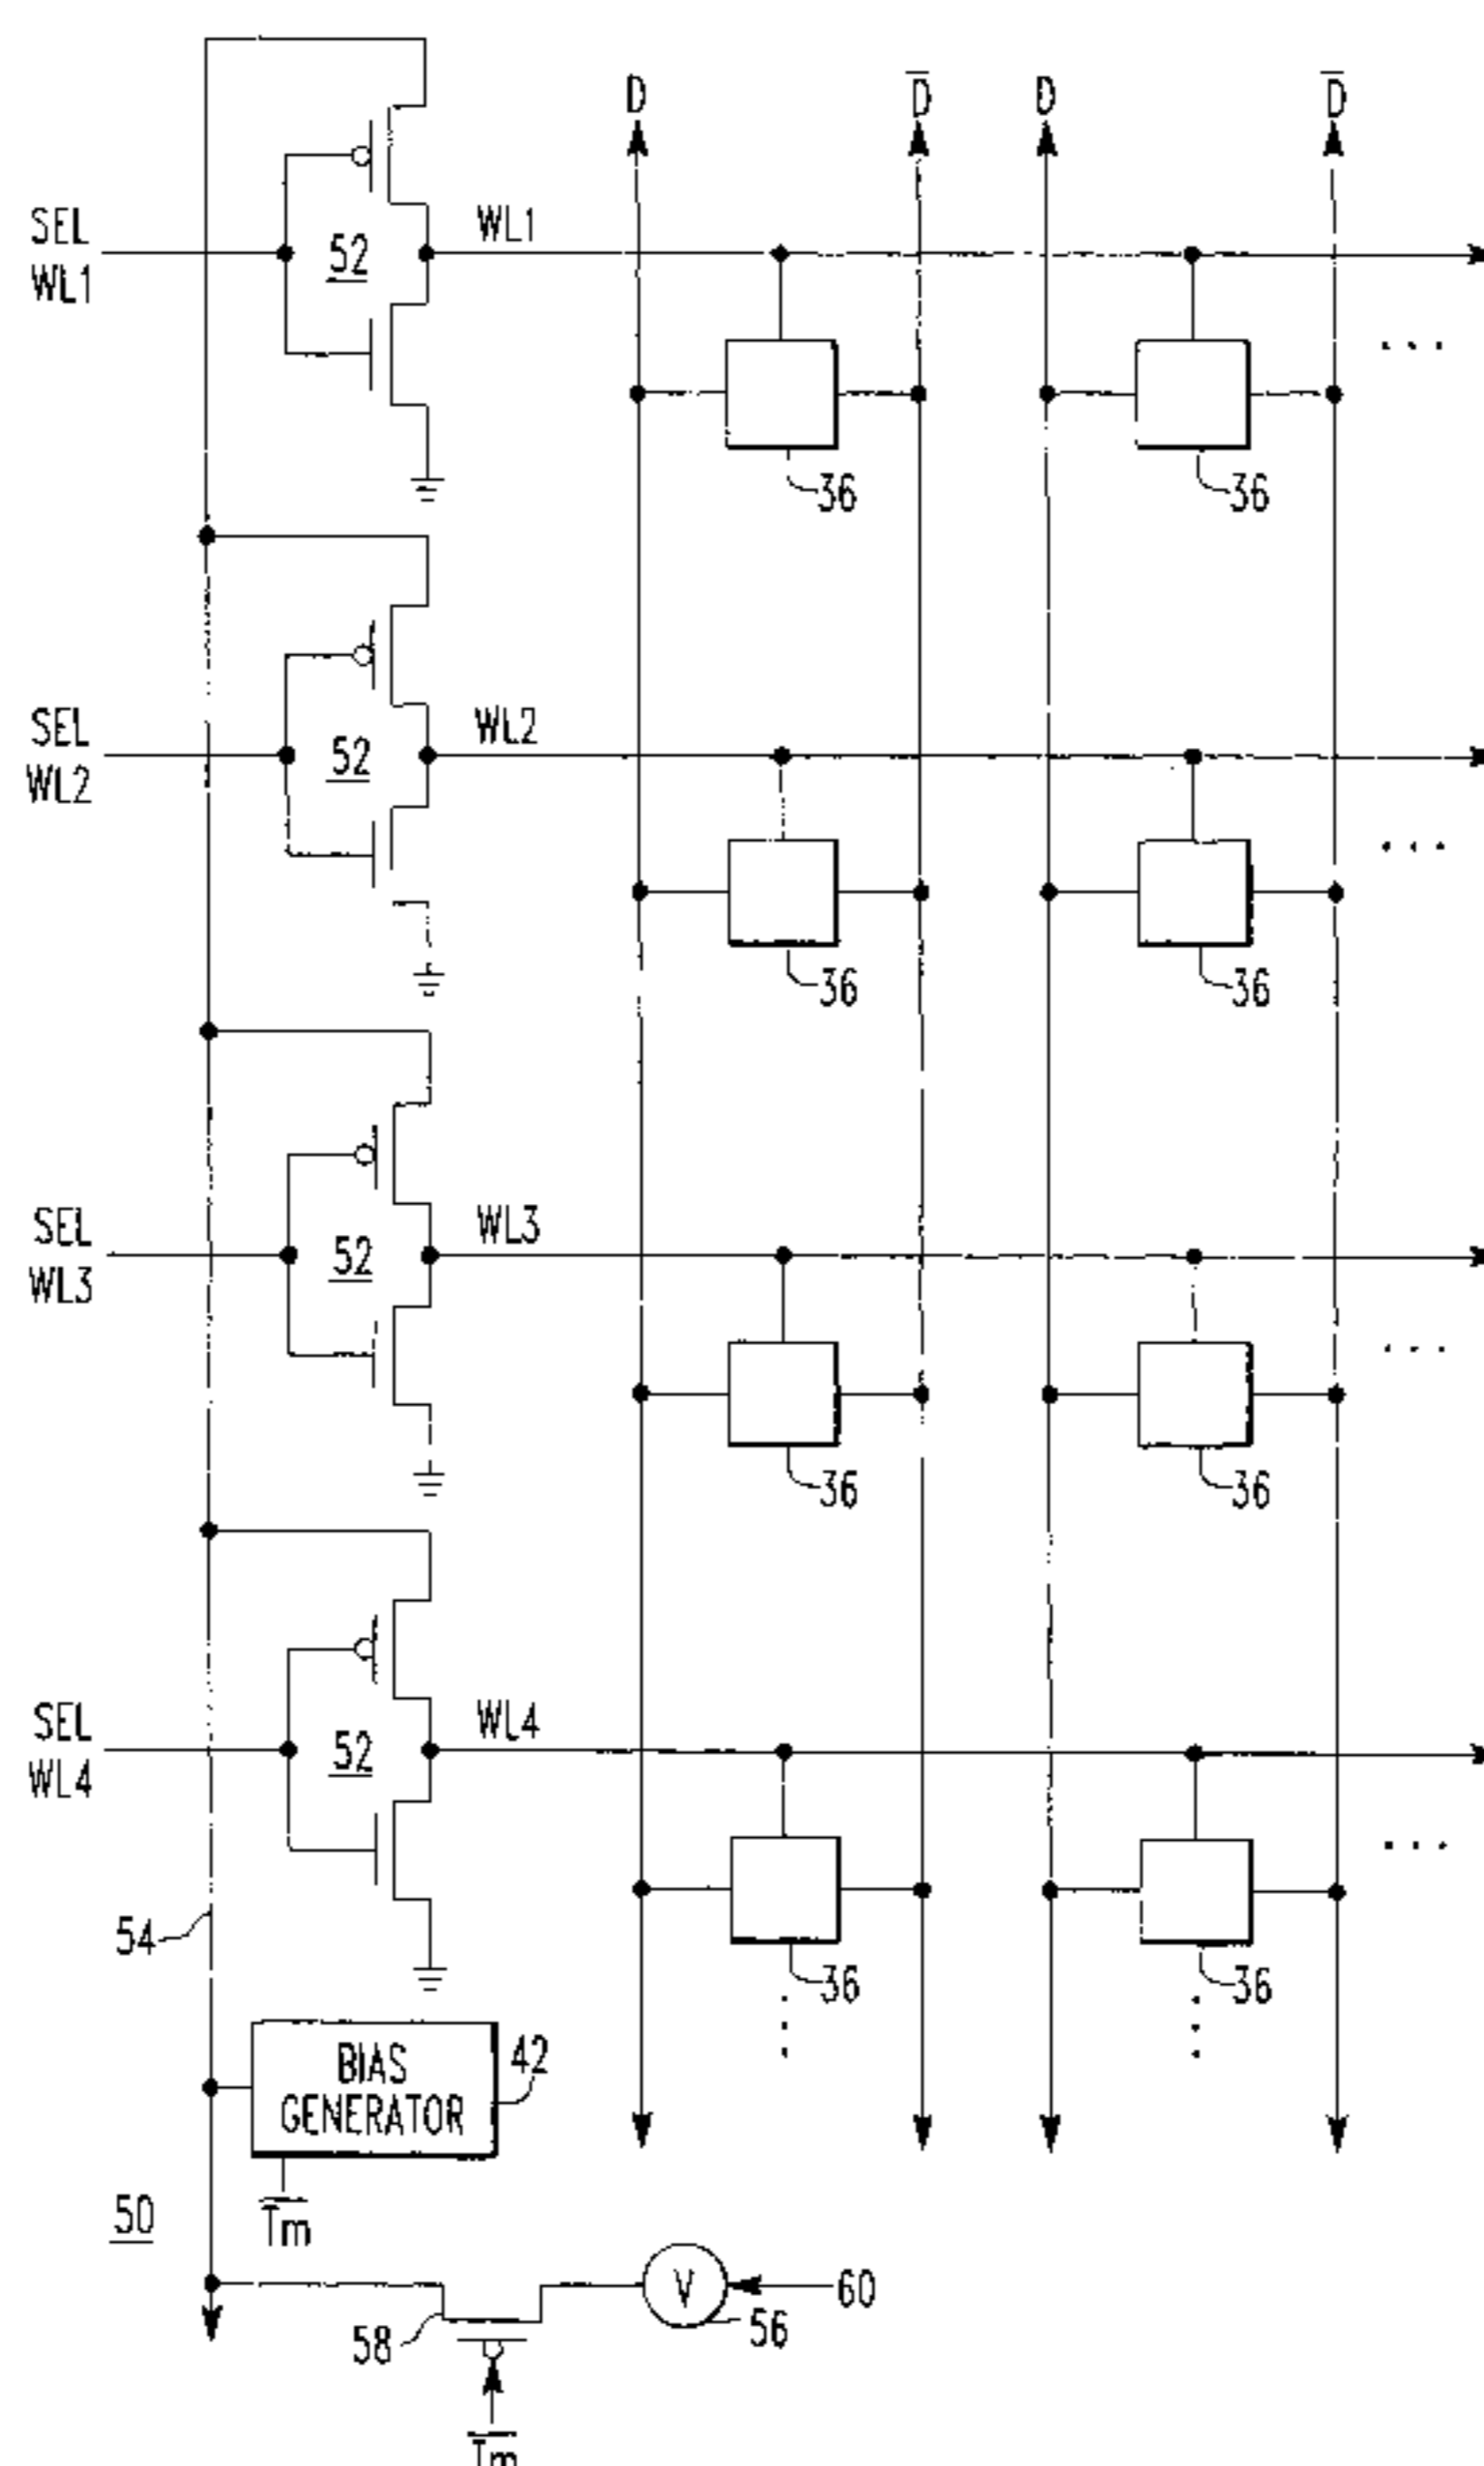 D D̅ D D̅
SEL
WL1
52
WL1
...
36 36
SEL
WL2
52
WL2
...
36 36
SEL
WL3
52
WL3
...
36 36
SEL
WL4
52
WL4
...
54
36 36
BIAS
GENERATOR
42
T̅m̅
50
V
60
56
58
T̅m̅